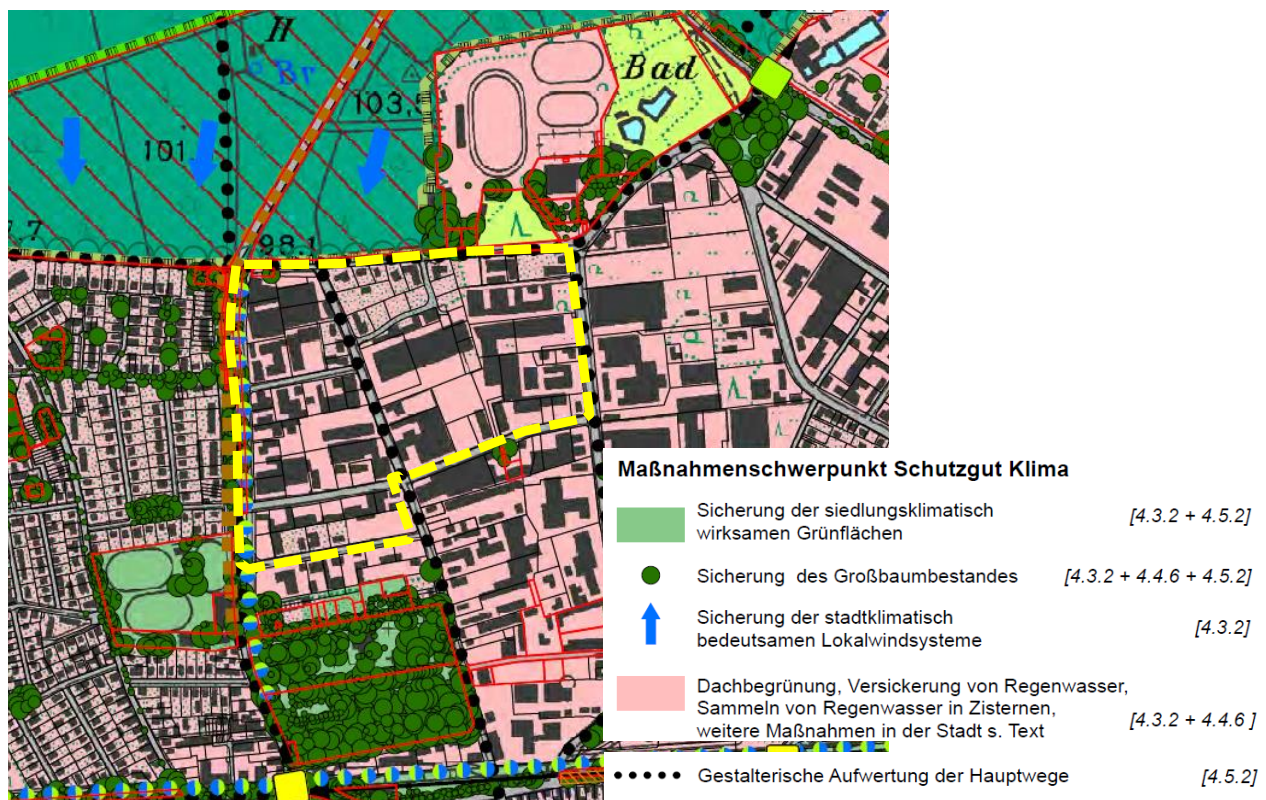 H
Bad
Br
103,5
101
98,1
Maßnahmenschwerpunkt Schutzgut Klima
Sicherung der siedlungsklimatisch
wirksamen Grünflächen
[4.3.2 + 4.5.2]
Sicherung des Großbaumbestandes
[4.3.2 + 4.4.6 + 4.5.2]
Sicherung der stadtklimatisch
bedeutsamen Lokalwindsysteme
[4.3.2]
Dachbegrünung, Versickerung von Regenwasser,
Sammeln von Regenwasser in Zisternen,
weitere Maßnahmen in der Stadt s. Text
[4.3.2 + 4.4.6 ]
Gestalterische Aufwertung der Hauptwege
[4.5.2]